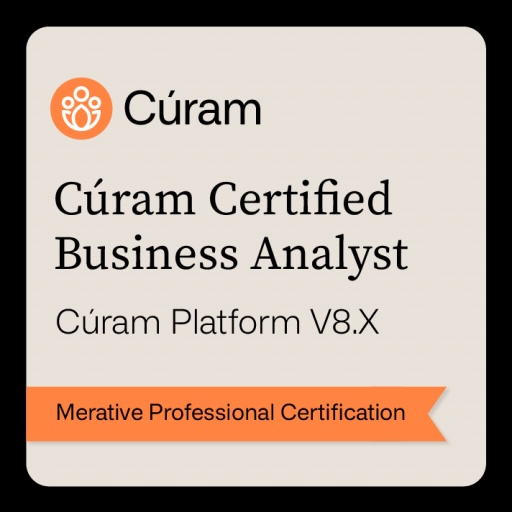 Cúram
Cúram Certified
Business Analyst
Cúram Platform V8.X
Merative Professional Certification